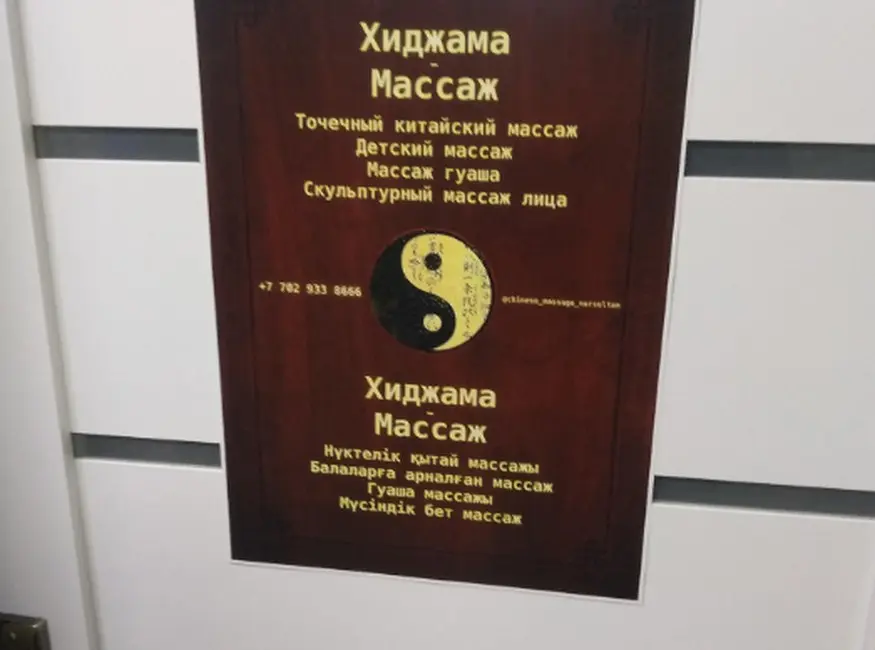 Хиджама
-
Массаж
Точечный китайский массаж
Детский массаж
Массаж гуаша
Скульптурный массаж лица
+7 702 933 8666
@chinese_massage_nursultan
Хиджама
-
Массаж
Нүктелік қытай массажы
Балаларға арналған массаж
Гуаша массажы
Мүсіндік бет массаж